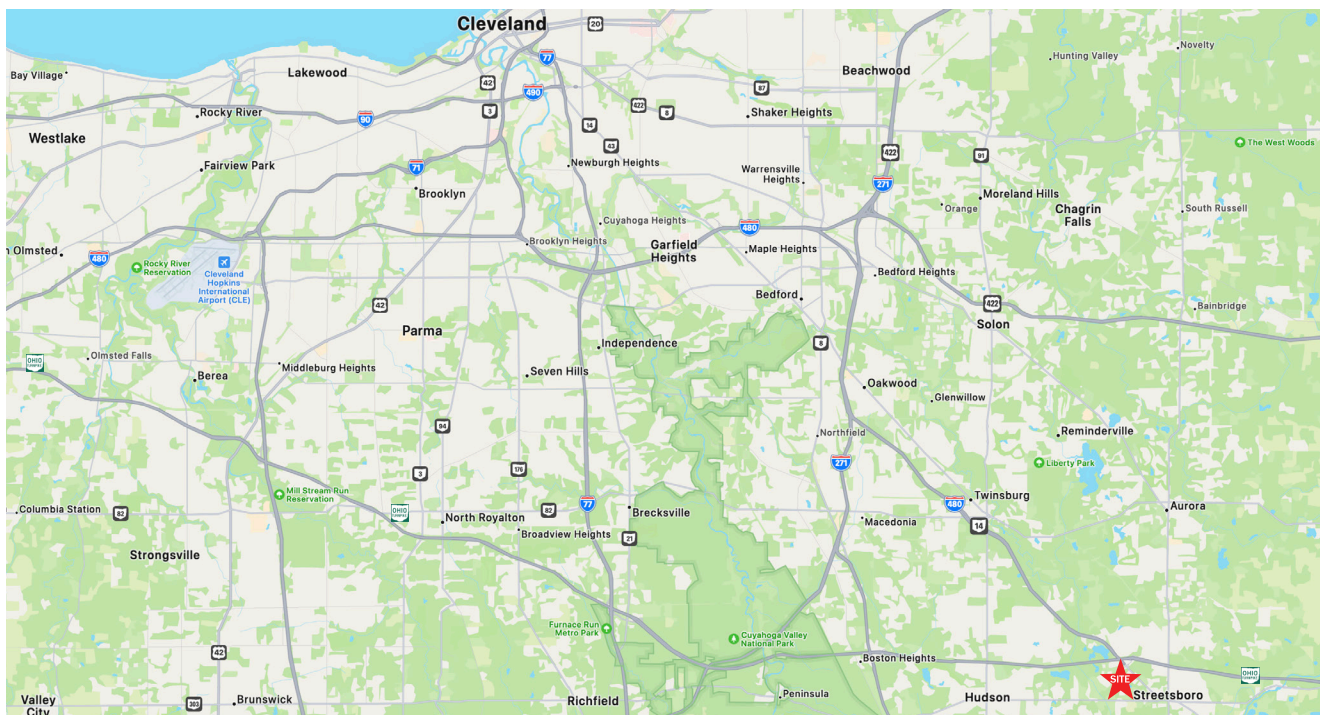 Cleveland
20
Novelty
Hunting Valley
77
Bay Village
Lakewood
Beachwood
42
87
490
3
422
8
Rocky River
90
Shaker Heights
14
Westlake
43
422
91
The West Woods
Fairview Park
71
Newburgh Heights
Warrensville
Heights
271
Brooklyn
Moreland Hills
Orange
Chagrin
Falls
South Russell
Cuyahoga Heights
480
Brooklyn Heights
Garfield
Heights
Maple Heights
n Olmsted
480
Rocky River
Reservation
Cleveland
Hopkins
International
Airport (CLE)
Bedford Heights
Bedford
42
422
Bainbridge
Parma
Solon
8
Independence
OHIO
Olmsted Falls
Middleburg Heights
Berea
Seven Hills
Oakwood
Glenwillow
94
Northfield
Reminderville
3
176
271
Liberty Park
Mill Stream Run
Reservation
77
480
Twinsburg
Columbia Station
82
OHIO
North Royalton
82
Brecksville
Macedonia
14
Aurora
Broadview Heights
21
Strongsville
Furnace Run
Metro Park
Cuyahoga Valley
National Park
42
Boston Heights
OHIO
SITE
Streetsboro
Valley
City
303
Brunswick
Richfield
Peninsula
Hudson